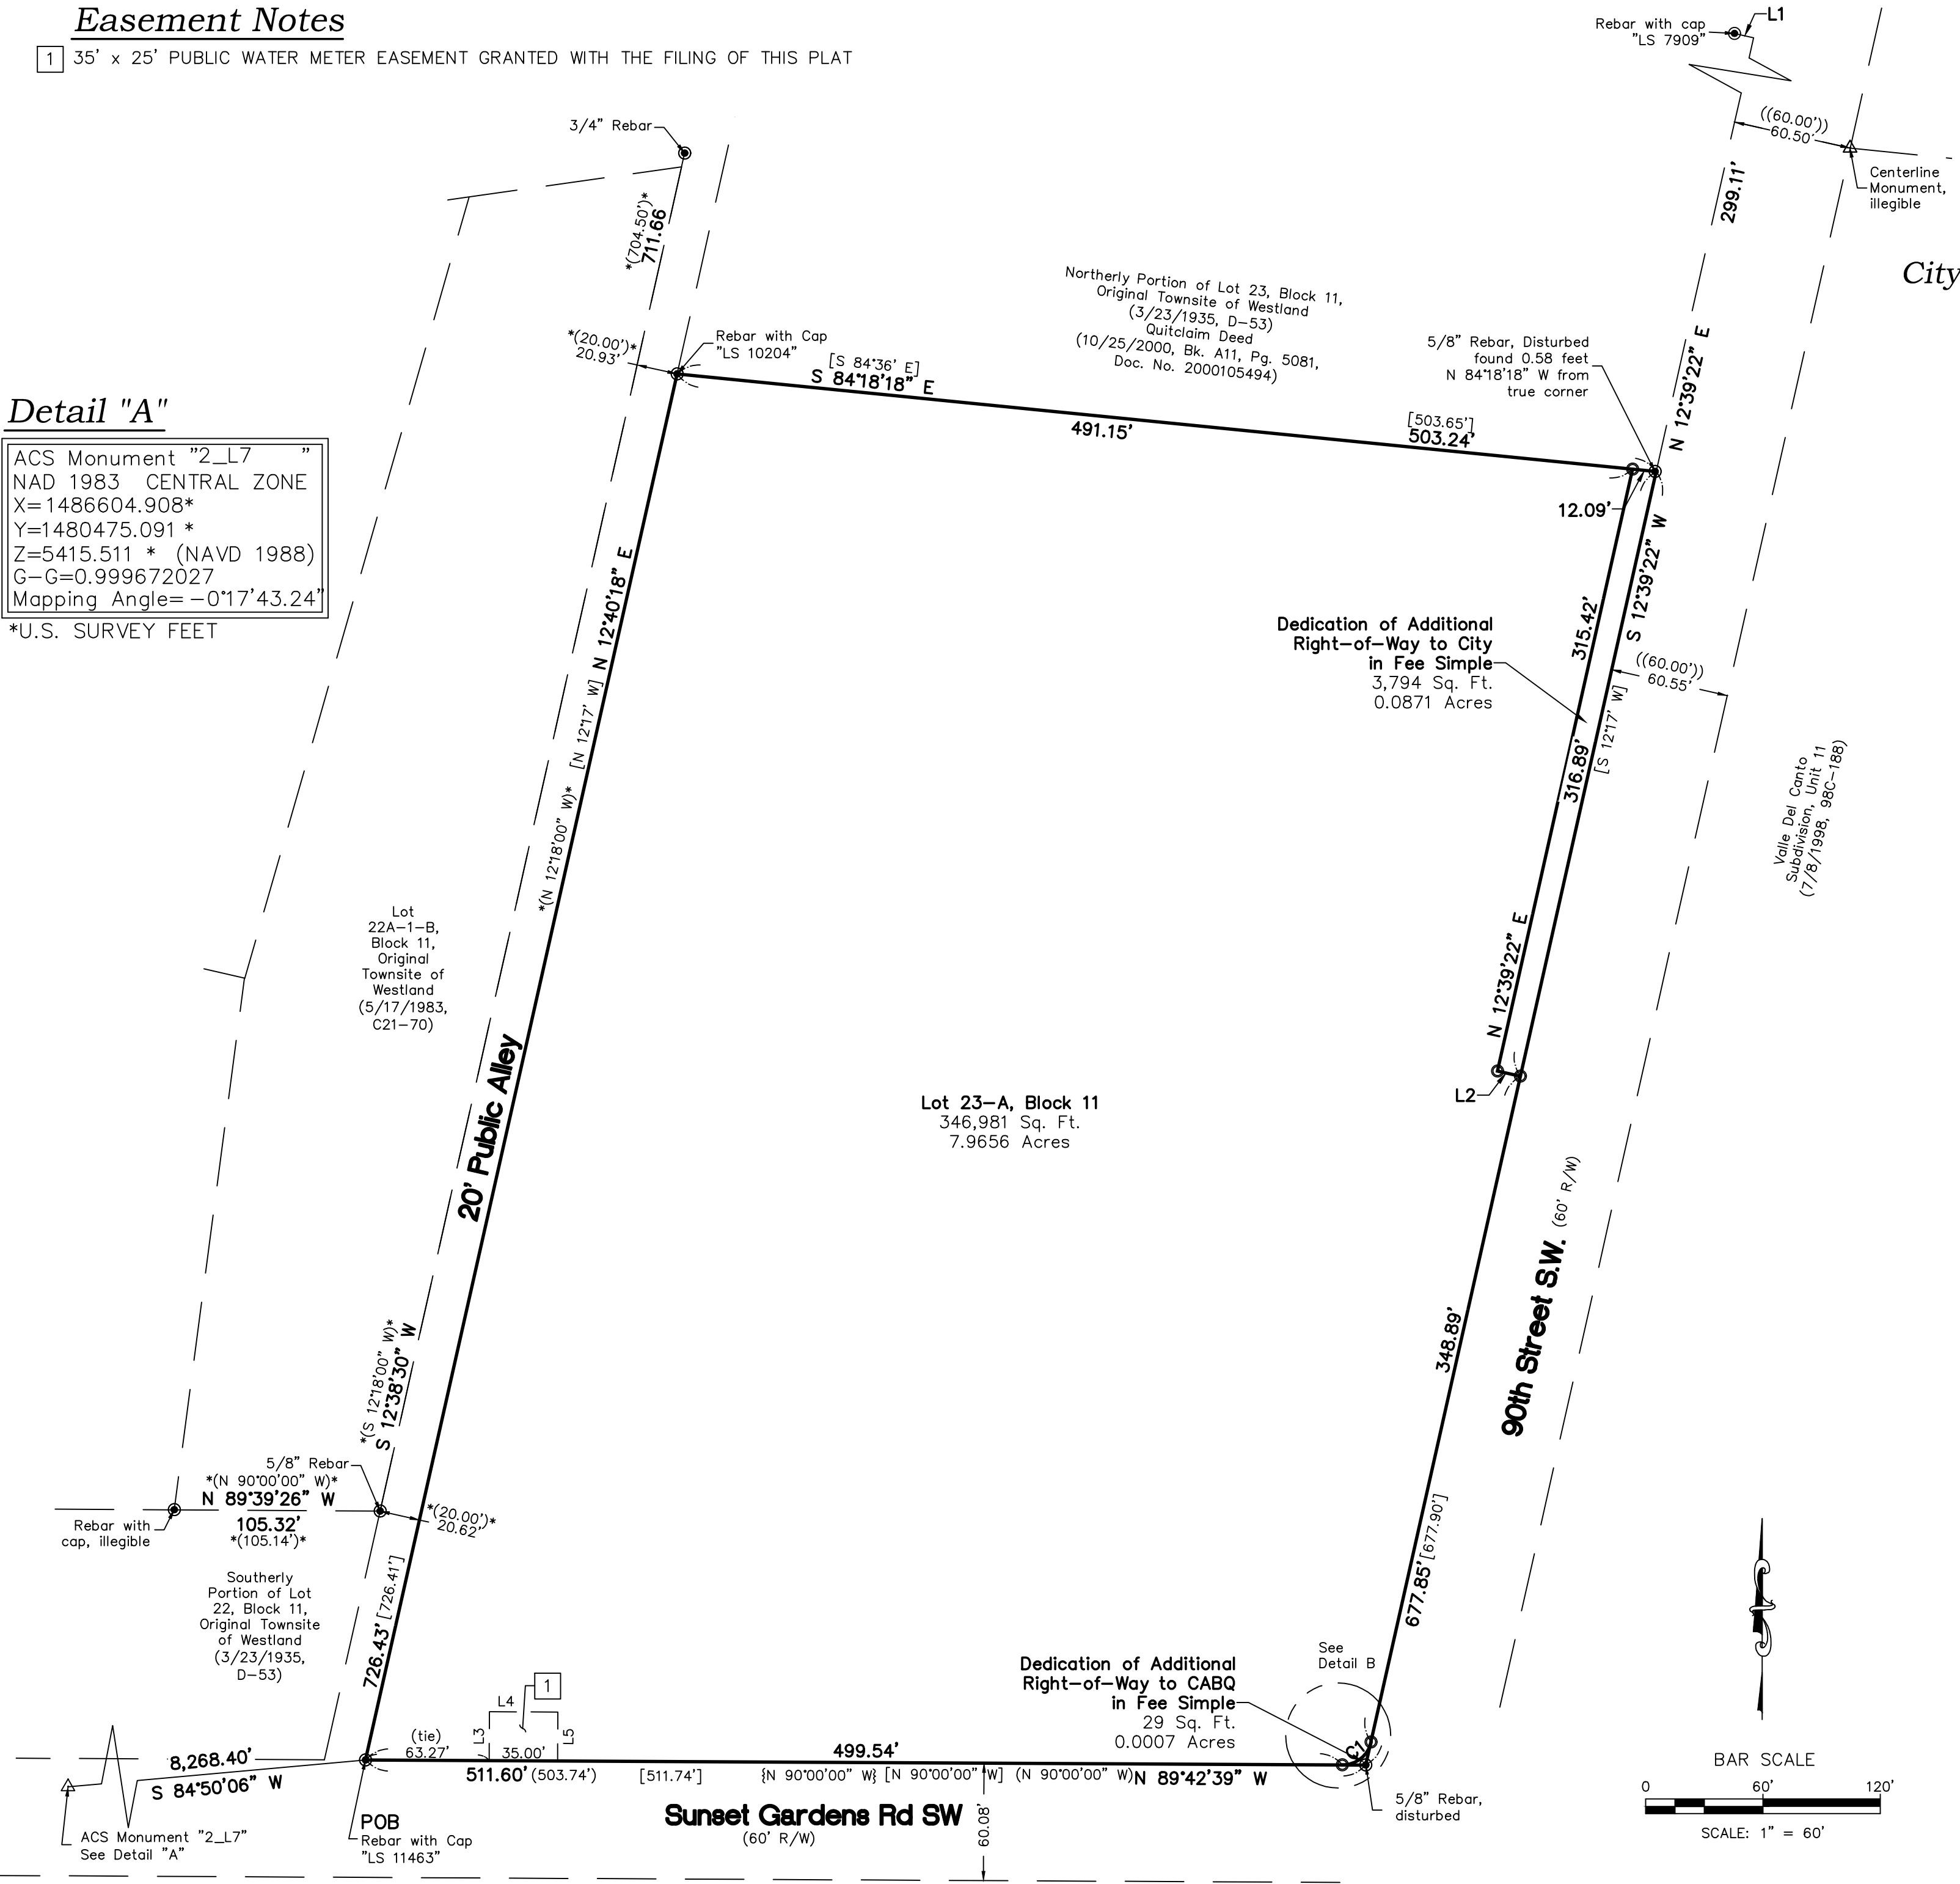 Easement Notes
1 35' x 25' PUBLIC WATER METER EASEMENT GRANTED WITH THE FILING OF THIS PLAT
Rebar with cap
"LS 7909"
L1
((60.00'))
60.50'
Centerline
Monument,
illegible
299.11'
N 12°39'22" E
City
3/4" Rebar
*(704.50')*
711.66
*(20.00')*
20.93'
Rebar with Cap
"LS 10204"
[S 84°36' E]
S 84°18'18" E
491.15'
Northerly Portion of Lot 23, Block 11,
Original Townsite of Westland
(3/23/1935, D-53)
Quitclaim Deed
(10/25/2000, Bk. A11, Pg. 5081,
Doc. No. 2000105494)
5/8" Rebar, Disturbed
found 0.58 feet
N 84°18'18" W from
true corner
[503.65']
503.24'
12.09'
Detail "A"
ACS Monument "2_L7 "
NAD 1983 CENTRAL ZONE
X=1486604.908*
Y=1480475.091 *
Z=5415.511 * (NAVD 1988)
G-G=0.999672027
Mapping Angle= -0°17'43.24"
*U.S. SURVEY FEET
*(N 12°18'00" W)* [N 12°17' W] N 12°40'18" E
S 12°39'22" W
315.42'
Dedication of Additional
Right-of-Way to City
in Fee Simple
3,794 Sq. Ft.
0.0871 Acres
((60.00'))
60.55'
316.89'
[S 12°17' W]
Valle Del Canto
Subdivision, Unit 11
(7/8/1998, 98C-188)
Lot
22A-1-B,
Block 11,
Original
Townsite of
Westland
(5/17/1983,
C21-70)
N 12°39'22" E
20' Public Alley
Lot 23-A, Block 11
346,981 Sq. Ft.
7.9656 Acres
L2
90th Street S.W. (60' R/W)
348.89'
*(S 12°18'00" W)*
S 12°38'30" W
5/8" Rebar
*(N 90°00'00" W)*
N 89°39'26" W
105.32'
*(105.14')*
Rebar with
cap, illegible
*(20.00')*
20.62'
677.85' [677.90']
Southerly
Portion of Lot
22, Block 11,
Original Townsite
of Westland
(3/23/1935,
D-53)
726.43' [726.41']
1
L4
L3
L5
(tie)
63.27'
35.00'
Dedication of Additional
Right-of-Way to CABQ
in Fee Simple
29 Sq. Ft.
0.0007 Acres
See
Detail B
C1
8,268.40'
S 84°50'06" W
499.54'
511.60' (503.74') [511.74'] {N 90°00'00" W} [N 90°00'00" W] (N 90°00'00" W) N 89°42'39" W
Sunset Gardens Rd SW
(60' R/W)
60.08'
5/8" Rebar,
disturbed
ACS Monument "2_L7"
See Detail "A"
POB
Rebar with Cap
"LS 11463"
BAR SCALE
0 60' 120'
SCALE: 1" = 60'